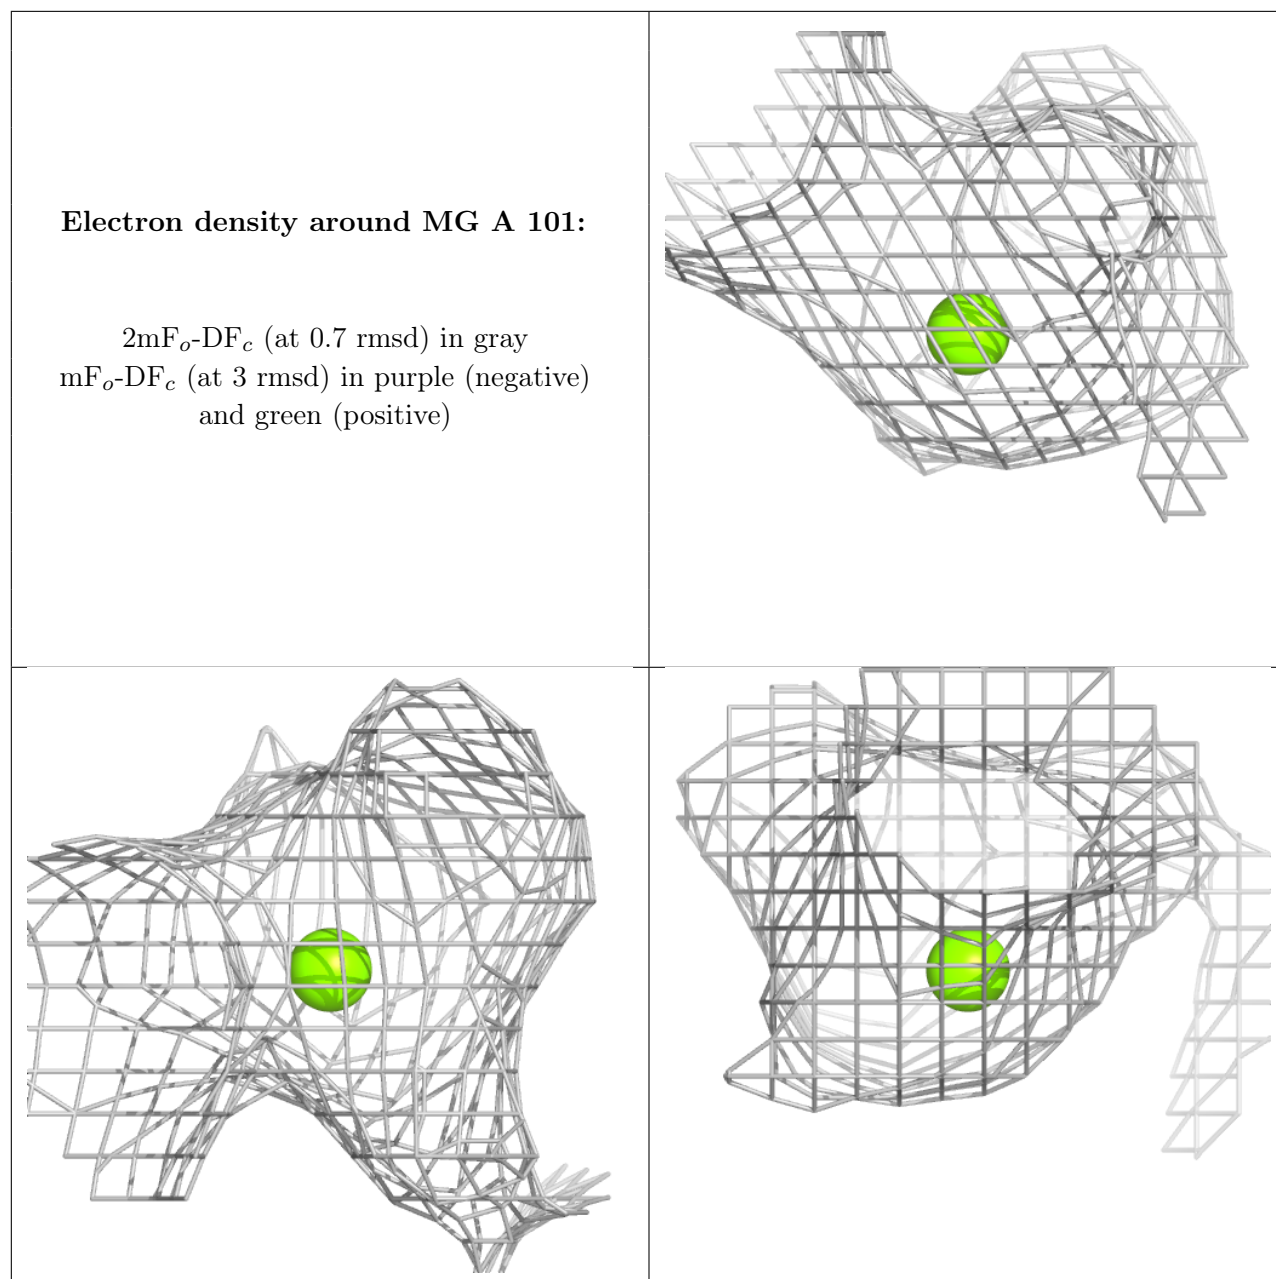 Electron density around MG A 101:
2mFₒ-DF𝑐 (at 0.7 rmsd) in gray
mFₒ-DF𝑐 (at 3 rmsd) in purple (negative)
and green (positive)